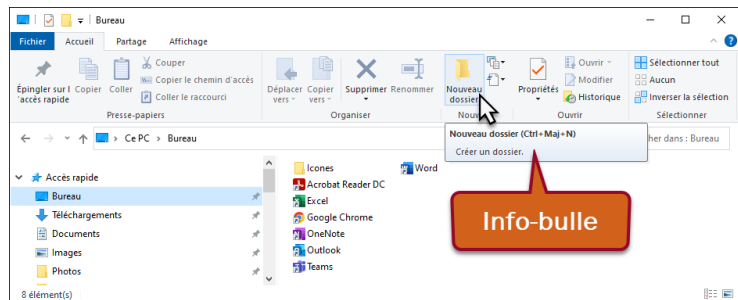 Bureau
Fichier Accueil Partage Affichage
Épingler sur l'accès rapide
Copier
Coller
Couper
Copier le chemin d'accès
Coller le raccourci
Presse-papiers
Déplacer vers
Copier vers
Supprimer
Renommer
Organiser
Nouveau dossier
Nouv
Propriétés
Ouvrir
Modifier
Historique
Ouvrir
Sélectionner tout
Aucun
Inverser la sélection
Sélectionner
Ce PC > Bureau
her dans : Bureau
Nouveau dossier (Ctrl+Maj+N)
Créer un dossier.
Info-bulle
Accès rapide
Bureau
Téléchargements
Documents
Images
Photos
Icones
Acrobat Reader DC
Excel
Google Chrome
OneNote
Outlook
Teams
Word
8 élément(s)